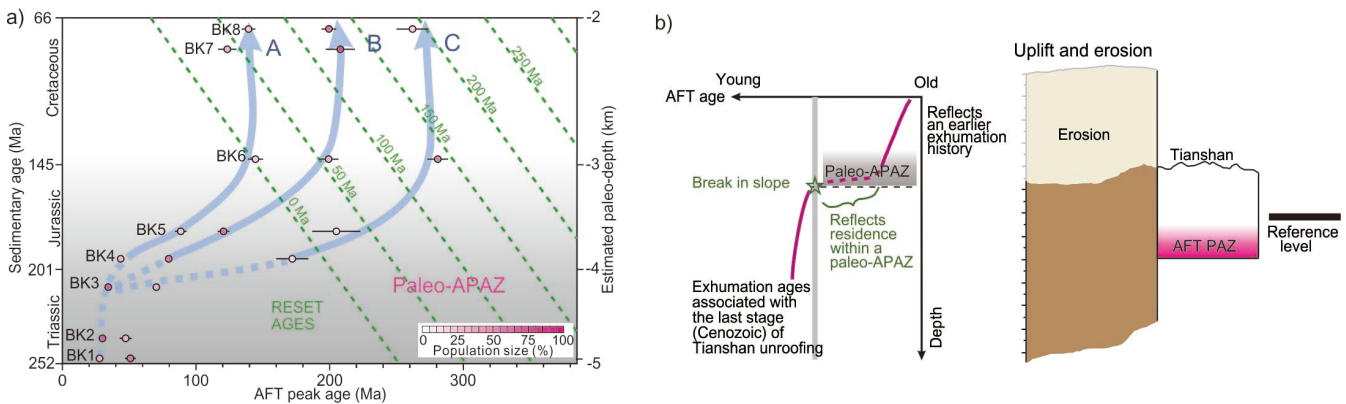 a)
66
145
201
252
Cretaceous
Jurassic
Triassic
Sedimentary age (Ma)
BK8
BK7
BK6
BK5
BK4
BK3
BK2
BK1
A
B
C
0 Ma
50 Ma
100 Ma
150 Ma
200 Ma
250 Ma
RESET
AGES
Paleo-APAZ
0 25 50 75 100
Population size (%)
-2
-3
-4
-5
Estimated paleo-depth (km)
0 100 200 300
AFT peak age (Ma)
b)
Young
Old
AFT age
Reflects
an earlier
exhumation
history
Paleo-APAZ
Break in slope
Reflects
residence
within a
paleo-APAZ
Exhumation ages
associated with
the last stage
(Cenozoic) of
Tianshan unroofing
Depth
Uplift and erosion
Erosion
Tianshan
AFT PAZ
Reference
level